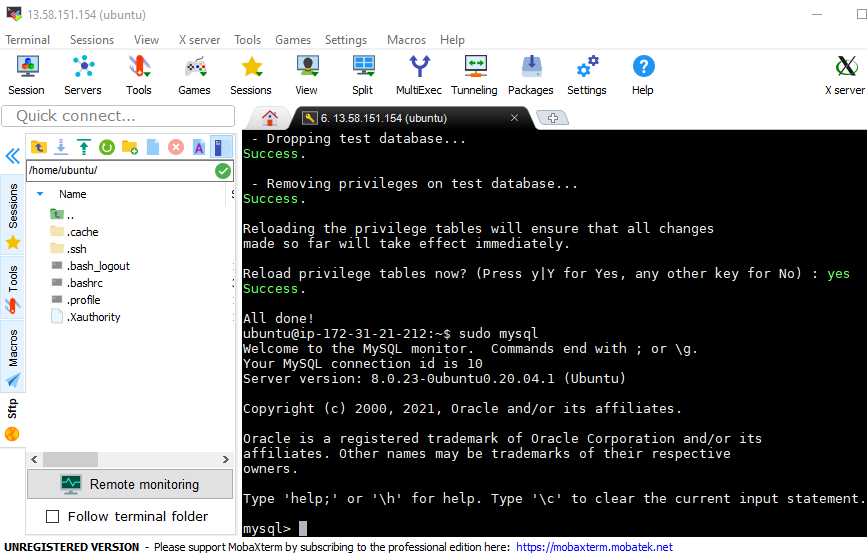 13.58.151.154 (ubuntu)
Terminal Sessions View X server Tools Games Settings Macros Help
Session Servers Tools Games Sessions View Split MultiExec Tunneling Packages Settings Help X server
Quick connect...
6. 13.58.151.154 (ubuntu)
/home/ubuntu/
Name
..
.cache
.ssh
.bash_logout
.bashrc
.profile
.Xauthority
Sessions
Tools
Macros
Sftp
Remote monitoring
Follow terminal folder
- Dropping test database...
Success.
- Removing privileges on test database...
Success.
Reloading the privilege tables will ensure that all changes
made so far will take effect immediately.
Reload privilege tables now? (Press y|Y for Yes, any other key for No) : yes
Success.
All done!
ubuntu@ip-172-31-21-212:~$ sudo mysql
Welcome to the MySQL monitor.  Commands end with ; or \g.
Your MySQL connection id is 10
Server version: 8.0.23-0ubuntu0.20.04.1 (Ubuntu)
Copyright (c) 2000, 2021, Oracle and/or its affiliates.
Oracle is a registered trademark of Oracle Corporation and/or its
affiliates. Other names may be trademarks of their respective
owners.
Type 'help;' or '\h' for help. Type '\c' to clear the current input statement.
mysql>
UNREGISTERED VERSION - Please support MobaXterm by subscribing to the professional edition here: https://mobaxterm.mobatek.net